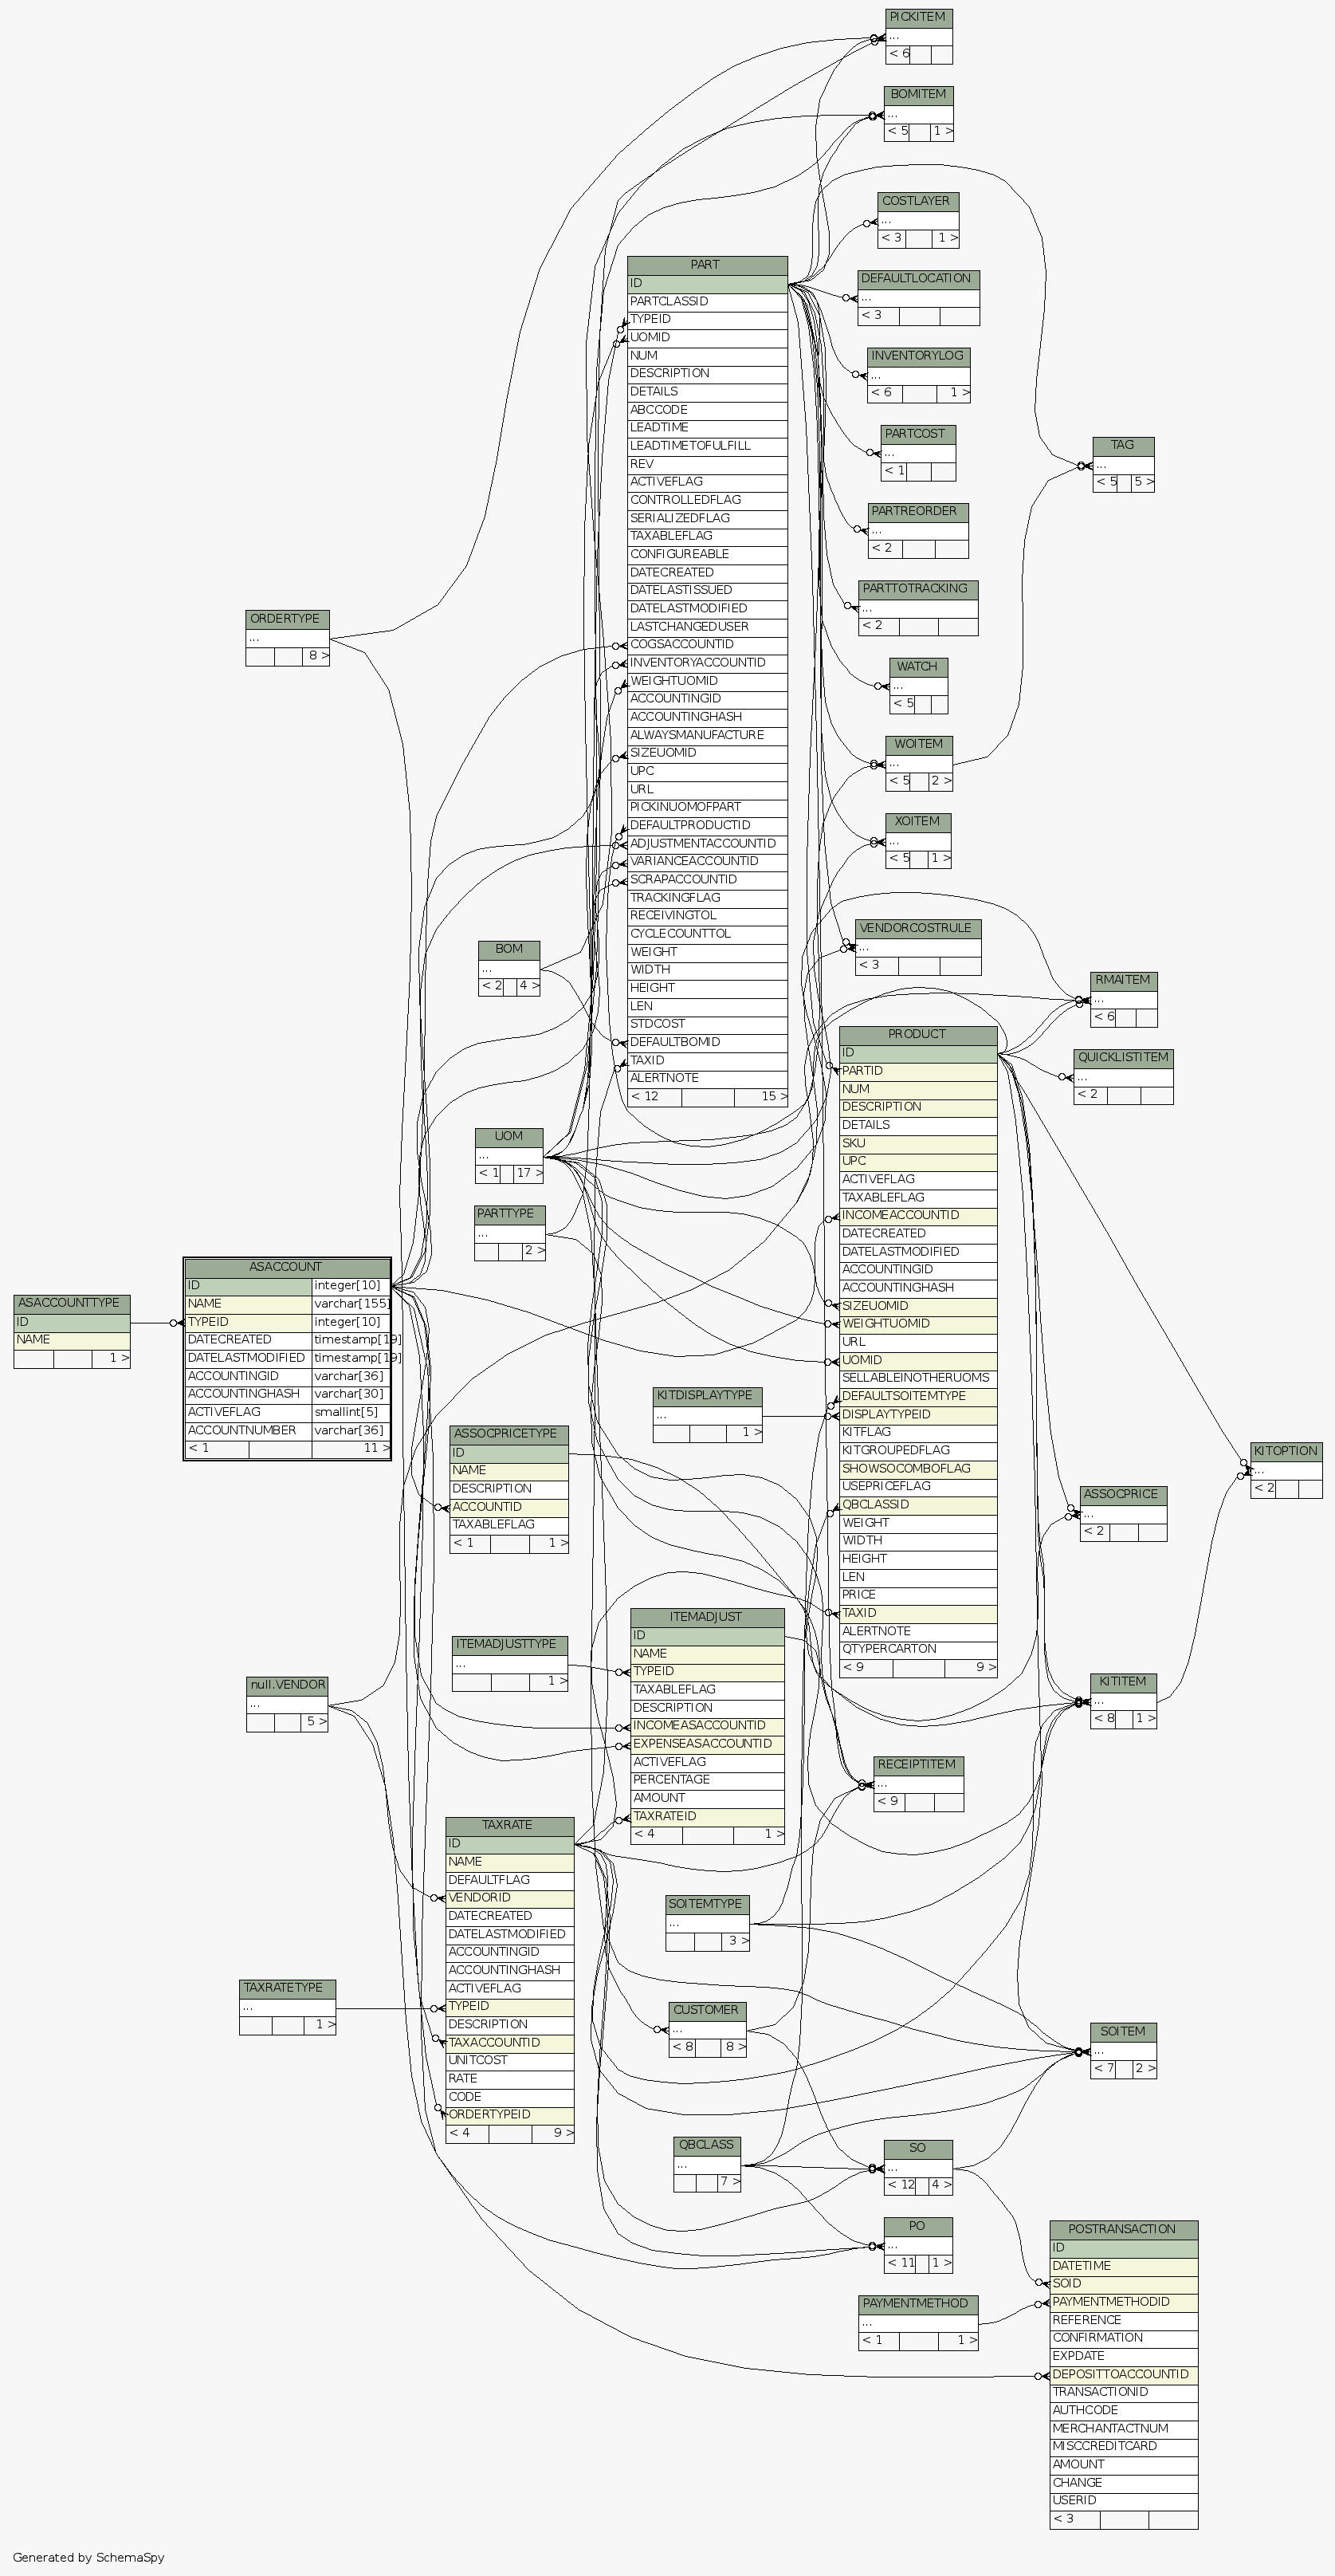 PICKITEM
...
< 6
BOMITEM
...
< 5 1 >
COSTLAYER
...
< 3 1 >
DEFAULTLOCATION
...
< 3
INVENTORYLOG
...
< 6 1 >
PARTCOST
...
< 1
PARTREORDER
...
< 2
PARTTOTRACKING
...
< 2
WATCH
...
< 5
WOITEM
...
< 5 2 >
XOITEM
...
< 5 1 >
VENDORCOSTRULE
...
< 3
TAG
...
< 5 5 >
PART
ID
PARTCLASSID
TYPEID
UOMID
NUM
DESCRIPTION
DETAILS
ABCCODE
LEADTIME
LEADTIMETOFULFILL
REV
ACTIVEFLAG
CONTROLLEDFLAG
SERIALIZEDFLAG
TAXABLEFLAG
CONFIGUREABLE
DATECREATED
DATELASTISSUED
DATELASTMODIFIED
LASTCHANGEDUSER
COGSACCOUNTID
INVENTORYACCOUNTID
WEIGHTUOMID
ACCOUNTINGID
ACCOUNTINGHASH
ALWAYSMANUFACTURE
SIZEUOMID
UPC
URL
PICKINUOMOFPART
DEFAULTPRODUCTID
ADJUSTMENTACCOUNTID
VARIANCEACCOUNTID
SCRAPACCOUNTID
TRACKINGFLAG
RECEIVINGTOL
CYCLECOUNTTOL
WEIGHT
WIDTH
HEIGHT
LEN
STDCOST
DEFAULTBOMID
TAXID
ALERTNOTE
< 12 15 >
ORDERTYPE
...
8 >
BOM
...
< 2 4 >
UOM
...
< 1 17 >
PARTTYPE
...
2 >
RMAITEM
...
< 6
QUICKLISTITEM
...
< 2
PRODUCT
ID
PARTID
NUM
DESCRIPTION
DETAILS
SKU
UPC
ACTIVEFLAG
TAXABLEFLAG
INCOMEACCOUNTID
DATECREATED
DATELASTMODIFIED
ACCOUNTINGID
ACCOUNTINGHASH
SIZEUOMID
WEIGHTUOMID
URL
UOMID
SELLABLEINOTHERUOMS
DEFAULTSOITEMTYPE
DISPLAYTYPEID
KITFLAG
KITGROUPEDFLAG
SHOWSOCOMBOFLAG
USEPRICEFLAG
QBCLASSID
WEIGHT
WIDTH
HEIGHT
LEN
PRICE
TAXID
ALERTNOTE
QTYPERCARTON
< 9 9 >
ASACCOUNTTYPE
ID
NAME
1 >
ASACCOUNT
ID integer[10]
NAME varchar[155]
TYPEID integer[10]
DATECREATED timestamp[19]
DATELASTMODIFIED timestamp[19]
ACCOUNTINGID varchar[36]
ACCOUNTINGHASH varchar[30]
ACTIVEFLAG smallint[5]
ACCOUNTNUMBER varchar[36]
< 1 11 >
KITDISPLAYTYPE
...
1 >
ASSOCPRICETYPE
ID
NAME
DESCRIPTION
ACCOUNTID
TAXABLEFLAG
< 1 1 >
KITOPTION
...
< 2
ASSOCPRICE
...
< 2
ITEMADJUST
ID
NAME
TYPEID
TAXABLEFLAG
DESCRIPTION
INCOMEASACCOUNTID
EXPENSEASACCOUNTID
ACTIVEFLAG
PERCENTAGE
AMOUNT
TAXRATEID
< 4 1 >
ITEMADJUSTTYPE
...
1 >
null.VENDOR
...
5 >
KITITEM
...
< 8 1 >
RECEIPTITEM
...
< 9
TAXRATE
ID
NAME
DEFAULTFLAG
VENDORID
DATECREATED
DATELASTMODIFIED
ACCOUNTINGID
ACCOUNTINGHASH
ACTIVEFLAG
TYPEID
DESCRIPTION
TAXACCOUNTID
UNITCOST
RATE
CODE
ORDERTYPEID
< 4 9 >
TAXRATETYPE
...
1 >
SOITEMTYPE
...
3 >
CUSTOMER
...
< 8 8 >
SOITEM
...
< 7 2 >
QBCLASS
...
7 >
SO
...
< 12 4 >
PO
...
< 11 1 >
PAYMENTMETHOD
...
< 1 1 >
POSTRANSACTION
ID
DATETIME
SOID
PAYMENTMETHODID
REFERENCE
CONFIRMATION
EXPDATE
DEPOSITTOACCOUNTID
TRANSACTIONID
AUTHCODE
MERCHANTACTNUM
MISCCREDITCARD
AMOUNT
CHANGE
USERID
< 3
Generated by SchemaSpy